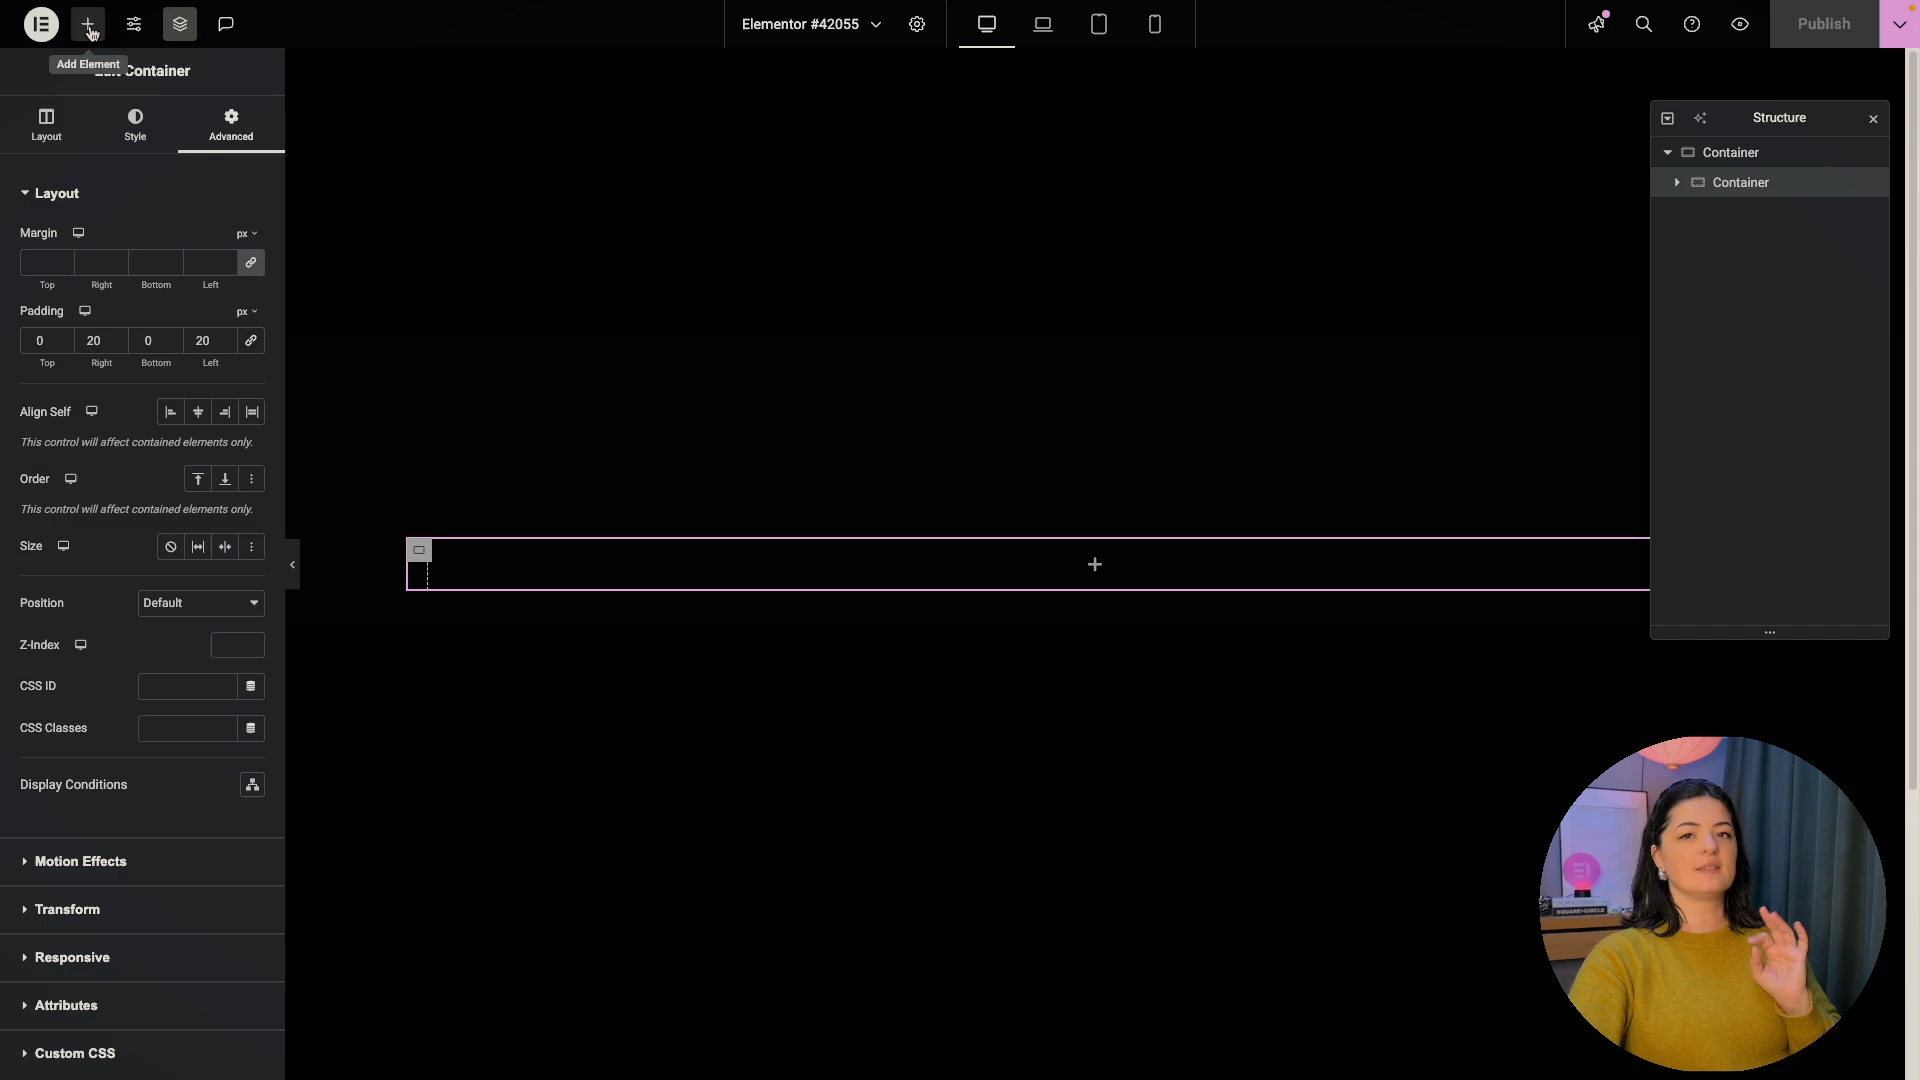 Elementor #42055
Publish
Add Element
Container
Layout
Style
Advanced
Layout
Margin
px
Top
Right
Bottom
Left
Padding
px
0
20
0
20
Top
Right
Bottom
Left
Align Self
This control will affect contained elements only.
Order
This control will affect contained elements only.
Size
Position
Default
Z-Index
CSS ID
CSS Classes
Display Conditions
Motion Effects
Transform
Responsive
Attributes
Custom CSS
Structure
Container
Container
SQUARE+CIRCLE